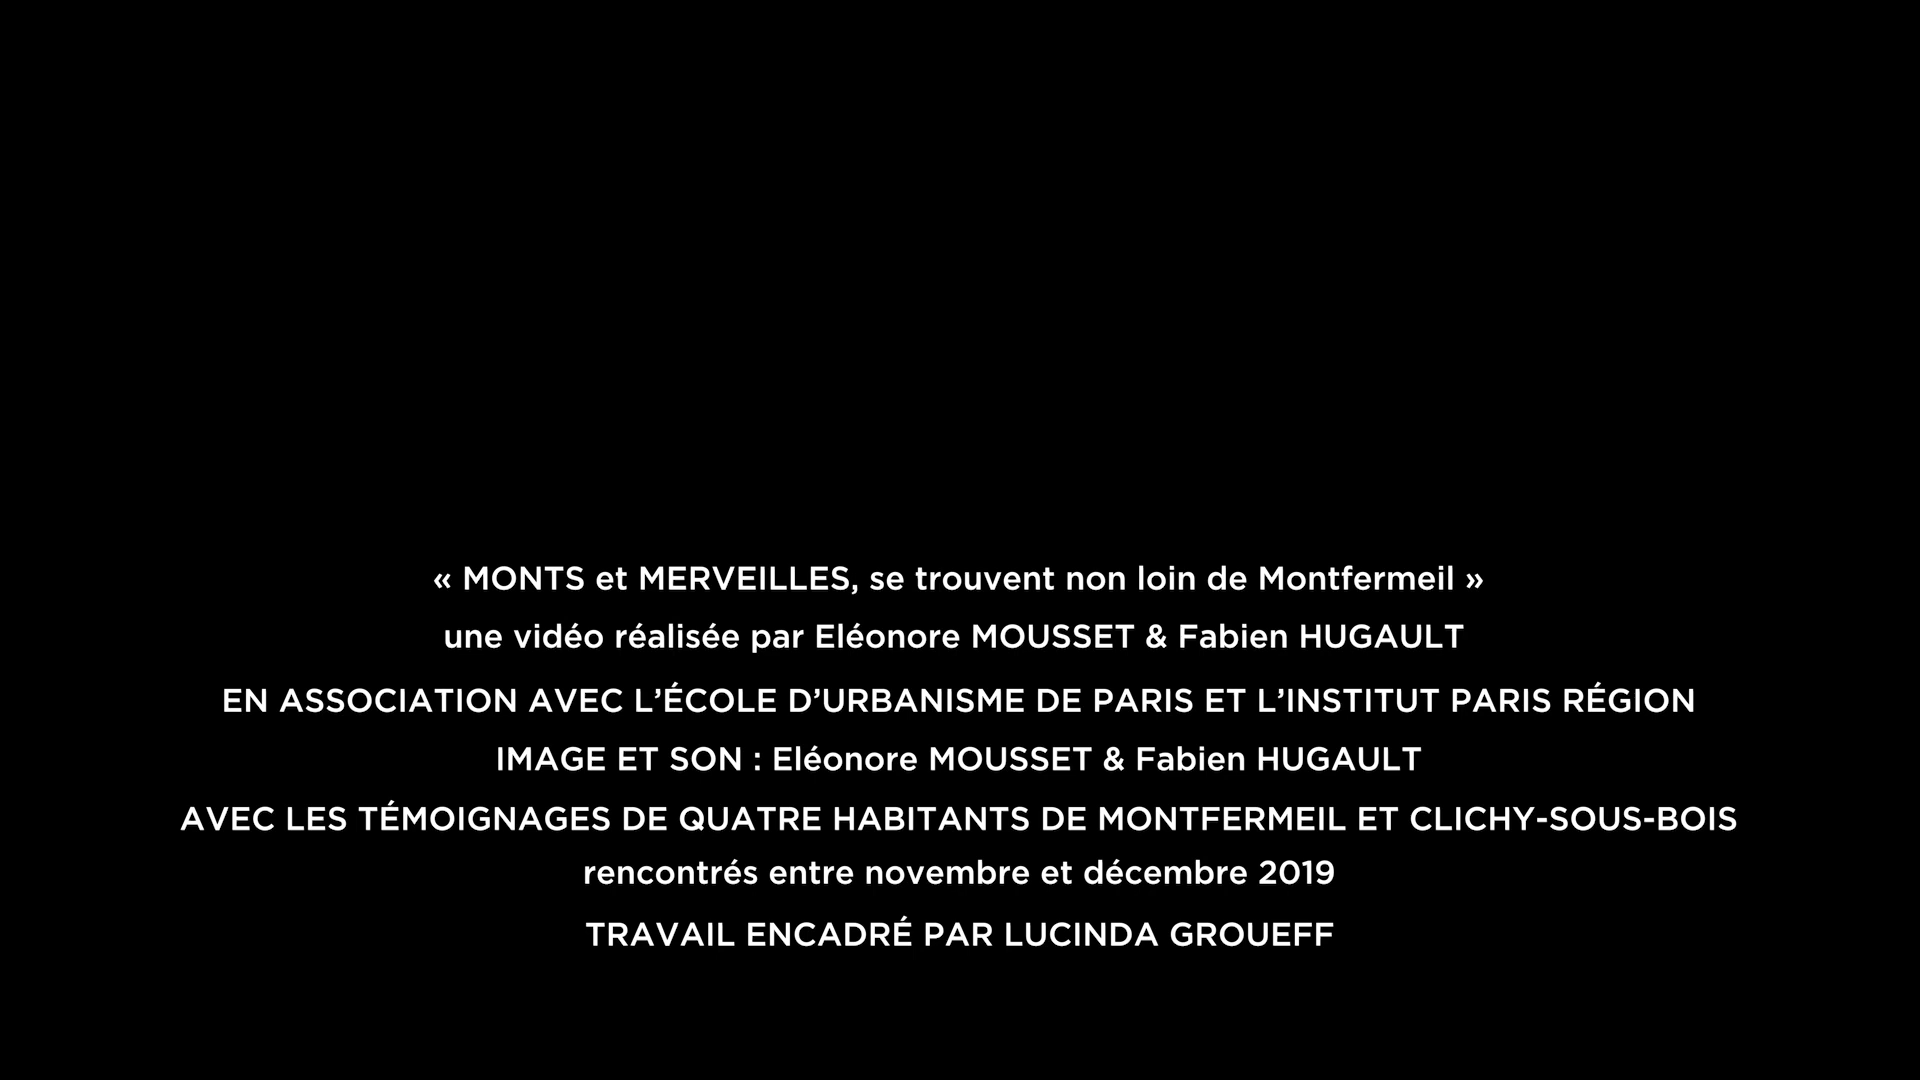 « MONTS et MERVEILLES, se trouvent non loin de Montfermeil »
une vidéo réalisée par Eléonore MOUSSET & Fabien HUGAULT
EN ASSOCIATION AVEC L’ÉCOLE D’URBANISME DE PARIS ET L’INSTITUT PARIS RÉGION
IMAGE ET SON : Eléonore MOUSSET & Fabien HUGAULT
AVEC LES TÉMOIGNAGES DE QUATRE HABITANTS DE MONTFERMEIL ET CLICHY-SOUS-BOIS
rencontrés entre novembre et décembre 2019
TRAVAIL ENCADRÉ PAR LUCINDA GROUEFF